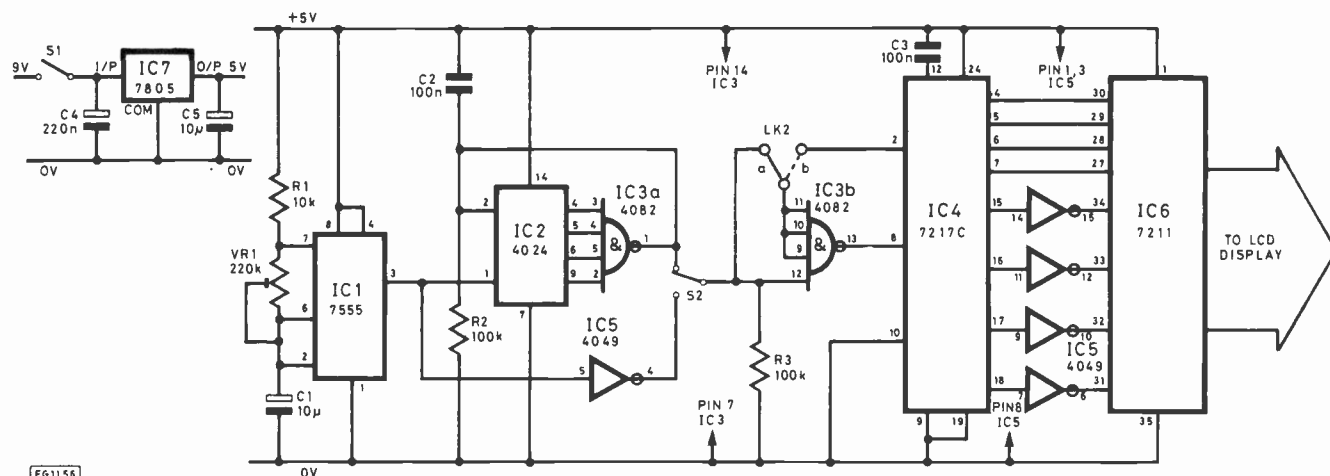 +5V
9V
S1
I/P
IC7
7805
O/P 5V
COM
C4
220n
C5
10µ
0V
0V
R1
10k
VR1
220k
8
4
7
6
2
IC1
7555
3
1
C1
10µ
C2
100n
14
2
1
IC2
4024
4
5
6
9
7
3
4
5
2
IC3a
4082
&
1
R2
100k
IC5
4049
5
4
S2
PIN 14
IC3
LK2
a
b
IC3b
4082
11
10
9
12
&
13
R3
100k
PIN 7
IC3
C3
100n
12
24
2
8
10
IC4
7217C
4
5
6
7
15
16
17
18
9
19
PIN 1,3
IC5
14
15
11
12
9
10
IC5
4049
7
6
PIN8
IC5
1
30
29
28
27
34
33
32
31
35
IC6
7211
TO LCD
DISPLAY
EG1156
0V